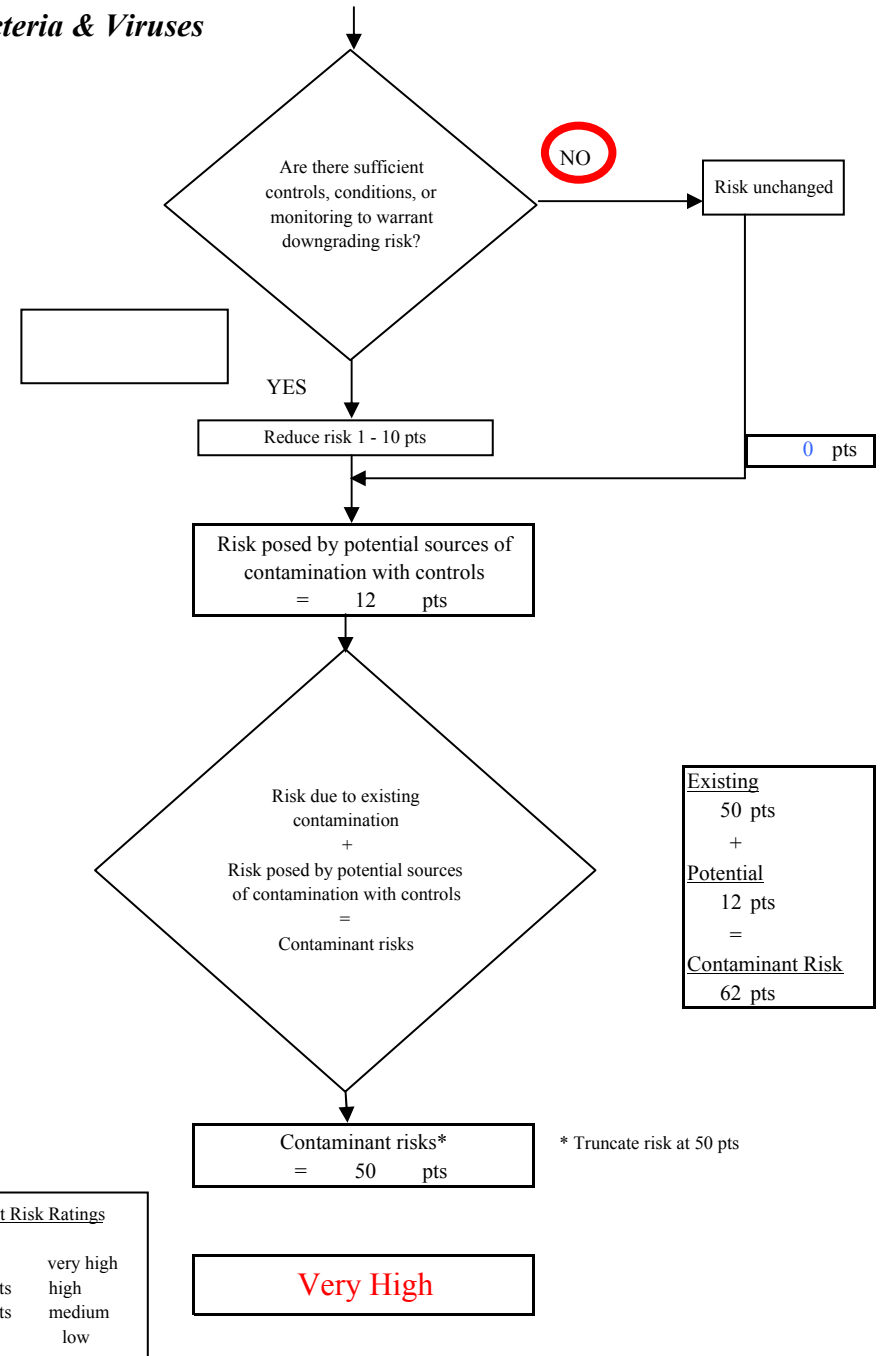 & Viruses
Are there sufficient
controls, conditions, or
monitoring to warrant
downgrading risk?
NO
Risk unchanged
YES
Reduce risk 1 - 10 pts
0 pts
Risk posed by potential sources of
contamination with controls
= 12 pts
Risk due to existing
contamination
+
Risk posed by potential sources
of contamination with controls
=
Contaminant risks
Existing
50 pts
+
Potential
12 pts
=
Contaminant Risk
62 pts
Contaminant risks*
= 50 pts
* Truncate risk at 50 pts
Risk Ratings
very high
high
medium
low
Very High